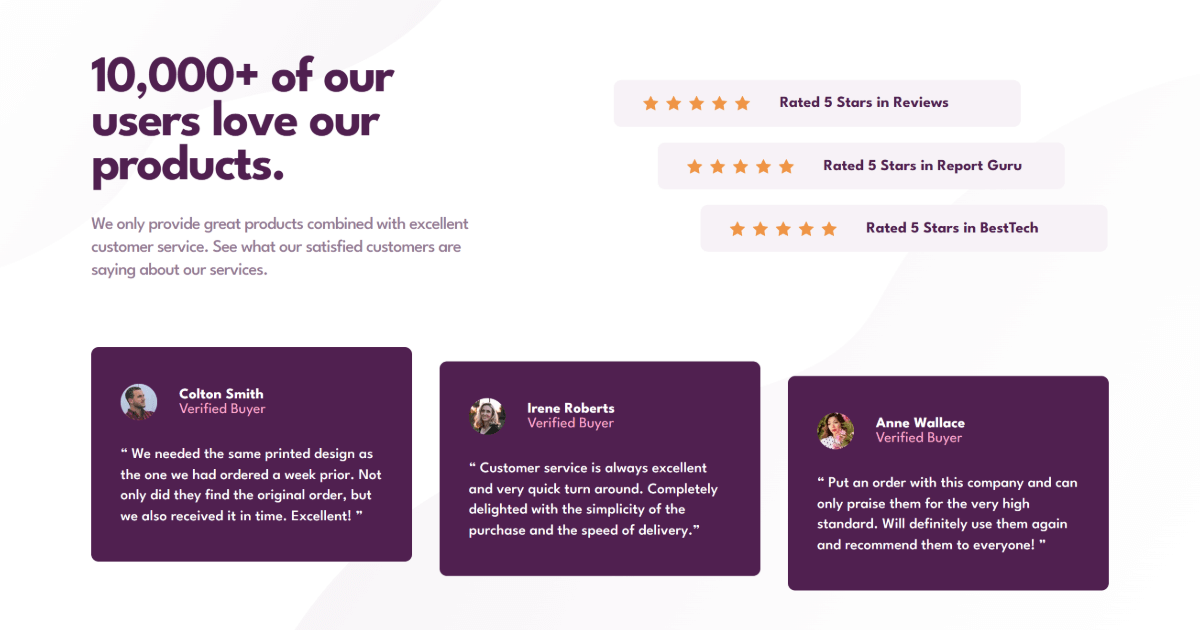 10,000+ of our
users love our
products.
We only provide great products combined with excellent
customer service. See what our satisfied customers are
saying about our services.
Rated 5 Stars in Reviews
Rated 5 Stars in Report Guru
Rated 5 Stars in BestTech
Colton Smith
Verified Buyer
“ We needed the same printed design as
the one we had ordered a week prior. Not
only did they find the original order, but
we also received it in time. Excellent! ”
Irene Roberts
Verified Buyer
“ Customer service is always excellent
and very quick turn around. Completely
delighted with the simplicity of the
purchase and the speed of delivery.”
Anne Wallace
Verified Buyer
“ Put an order with this company and can
only praise them for the very high
standard. Will definitely use them again
and recommend them to everyone! ”